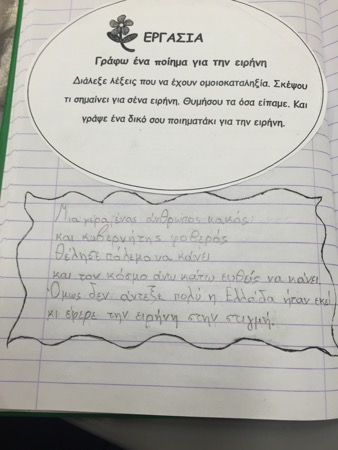 ΕΡΓΑΣΙΑ
Γράφω ένα ποίημα για την ειρήνη
Διάλεξε λέξεις που να έχουν ομοιοκαταληξία. Σκέψου
τι σημαίνει για σένα ειρήνη. Θυμήσου τα όσα είπαμε. Και
γράψε ένα δικό σου ποιηματάκι για την ειρήνη.
Μια μέρα ένας άνθρωπος κακός
και κυβερνήτης φοβερός
θέλησε πόλεμο να κάνει
και τον κόσμο άνω κάτω ευθείς να κάνει.
Όμως δεν άντεξε πολύ η Ελλάδα ήταν εκεί
κι έφερε την ειρήνη στην στιγμή.